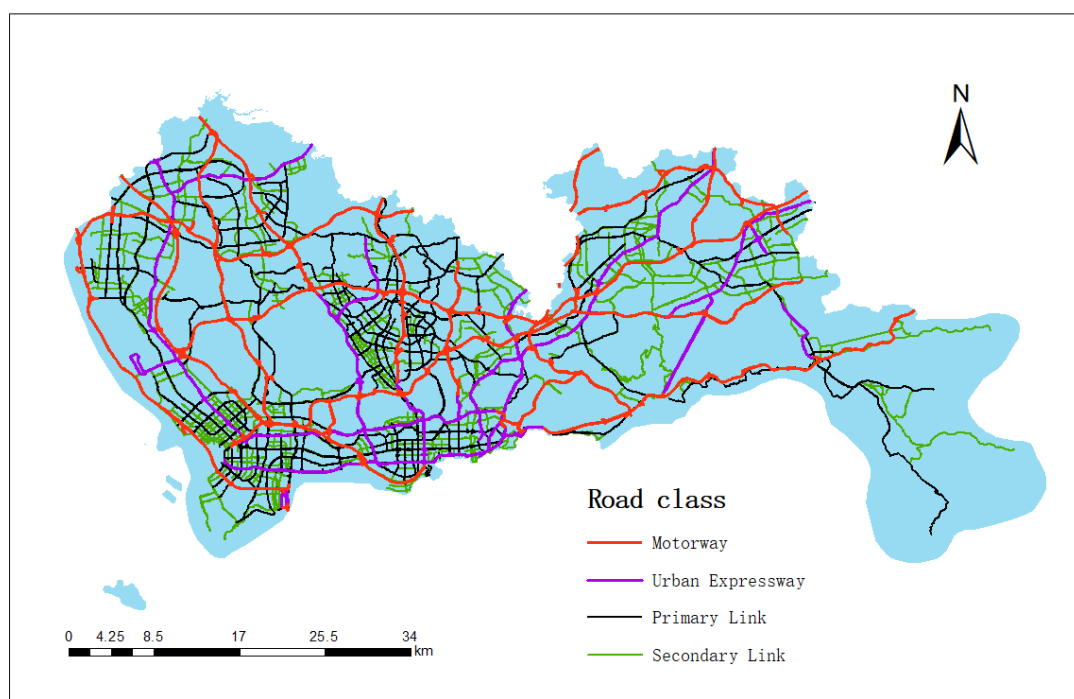 N
Road class
Motorway
Urban Expressway
Primary Link
Secondary Link
0 4.25 8.5 17 25.5 34
km